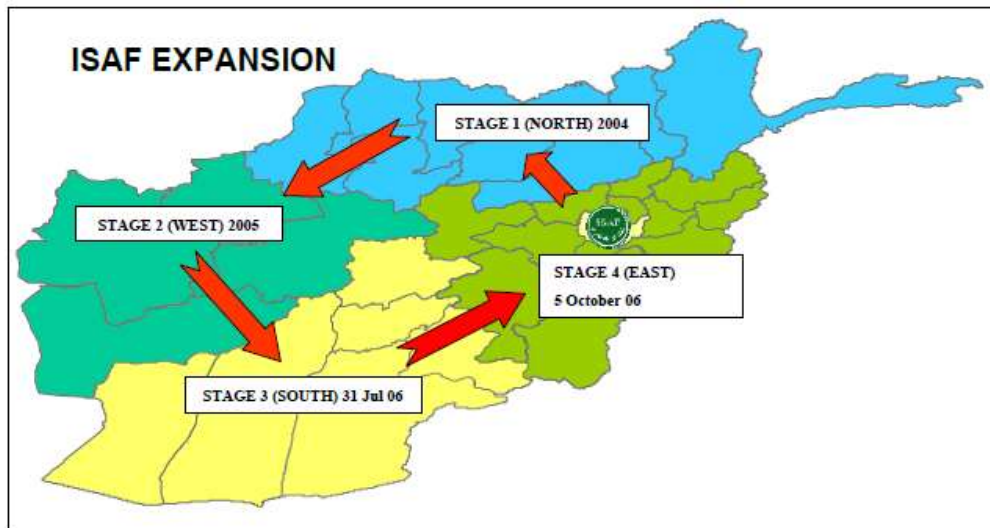 ISAF EXPANSION
STAGE 1 (NORTH) 2004
STAGE 2 (WEST) 2005
ISAF
STAGE 4 (EAST)
5 October 06
STAGE 3 (SOUTH) 31 Jul 06